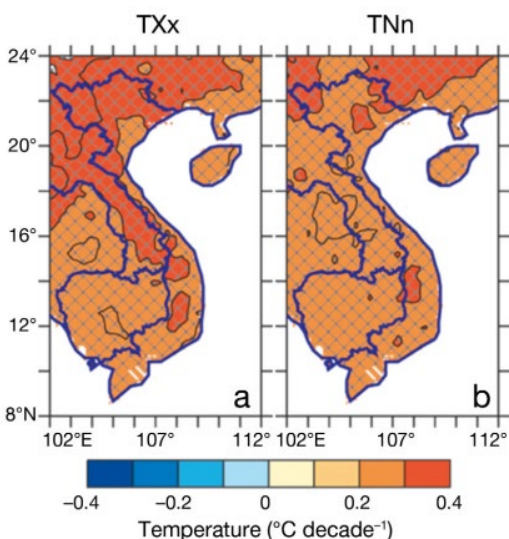 TXx TNn
24°
20°
16°
12°
8°N
a b
102°E 107° 112° 102°E 107° 112°
−0.4 −0.2 0 0.2 0.4
Temperature (°C decade⁻¹)